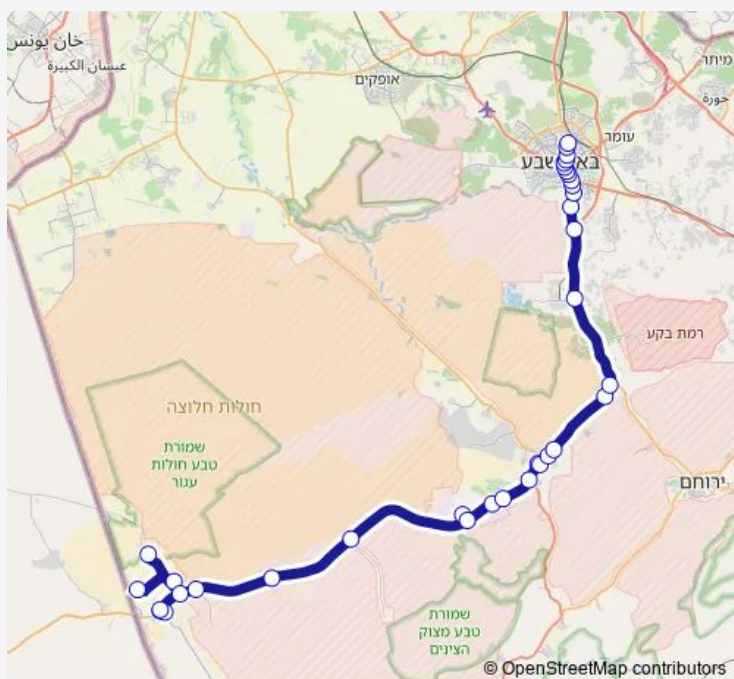 خان يونس
عبسان الكبيرة
אופקים
מיתר
حورة
עומר
באר שבע
רמת בקע
חולות חלוצה
שמורת
טבע חולות
עגור
ירוחם
שמורת
טבע מצוק
הצינים
© OpenStreetMap contributors